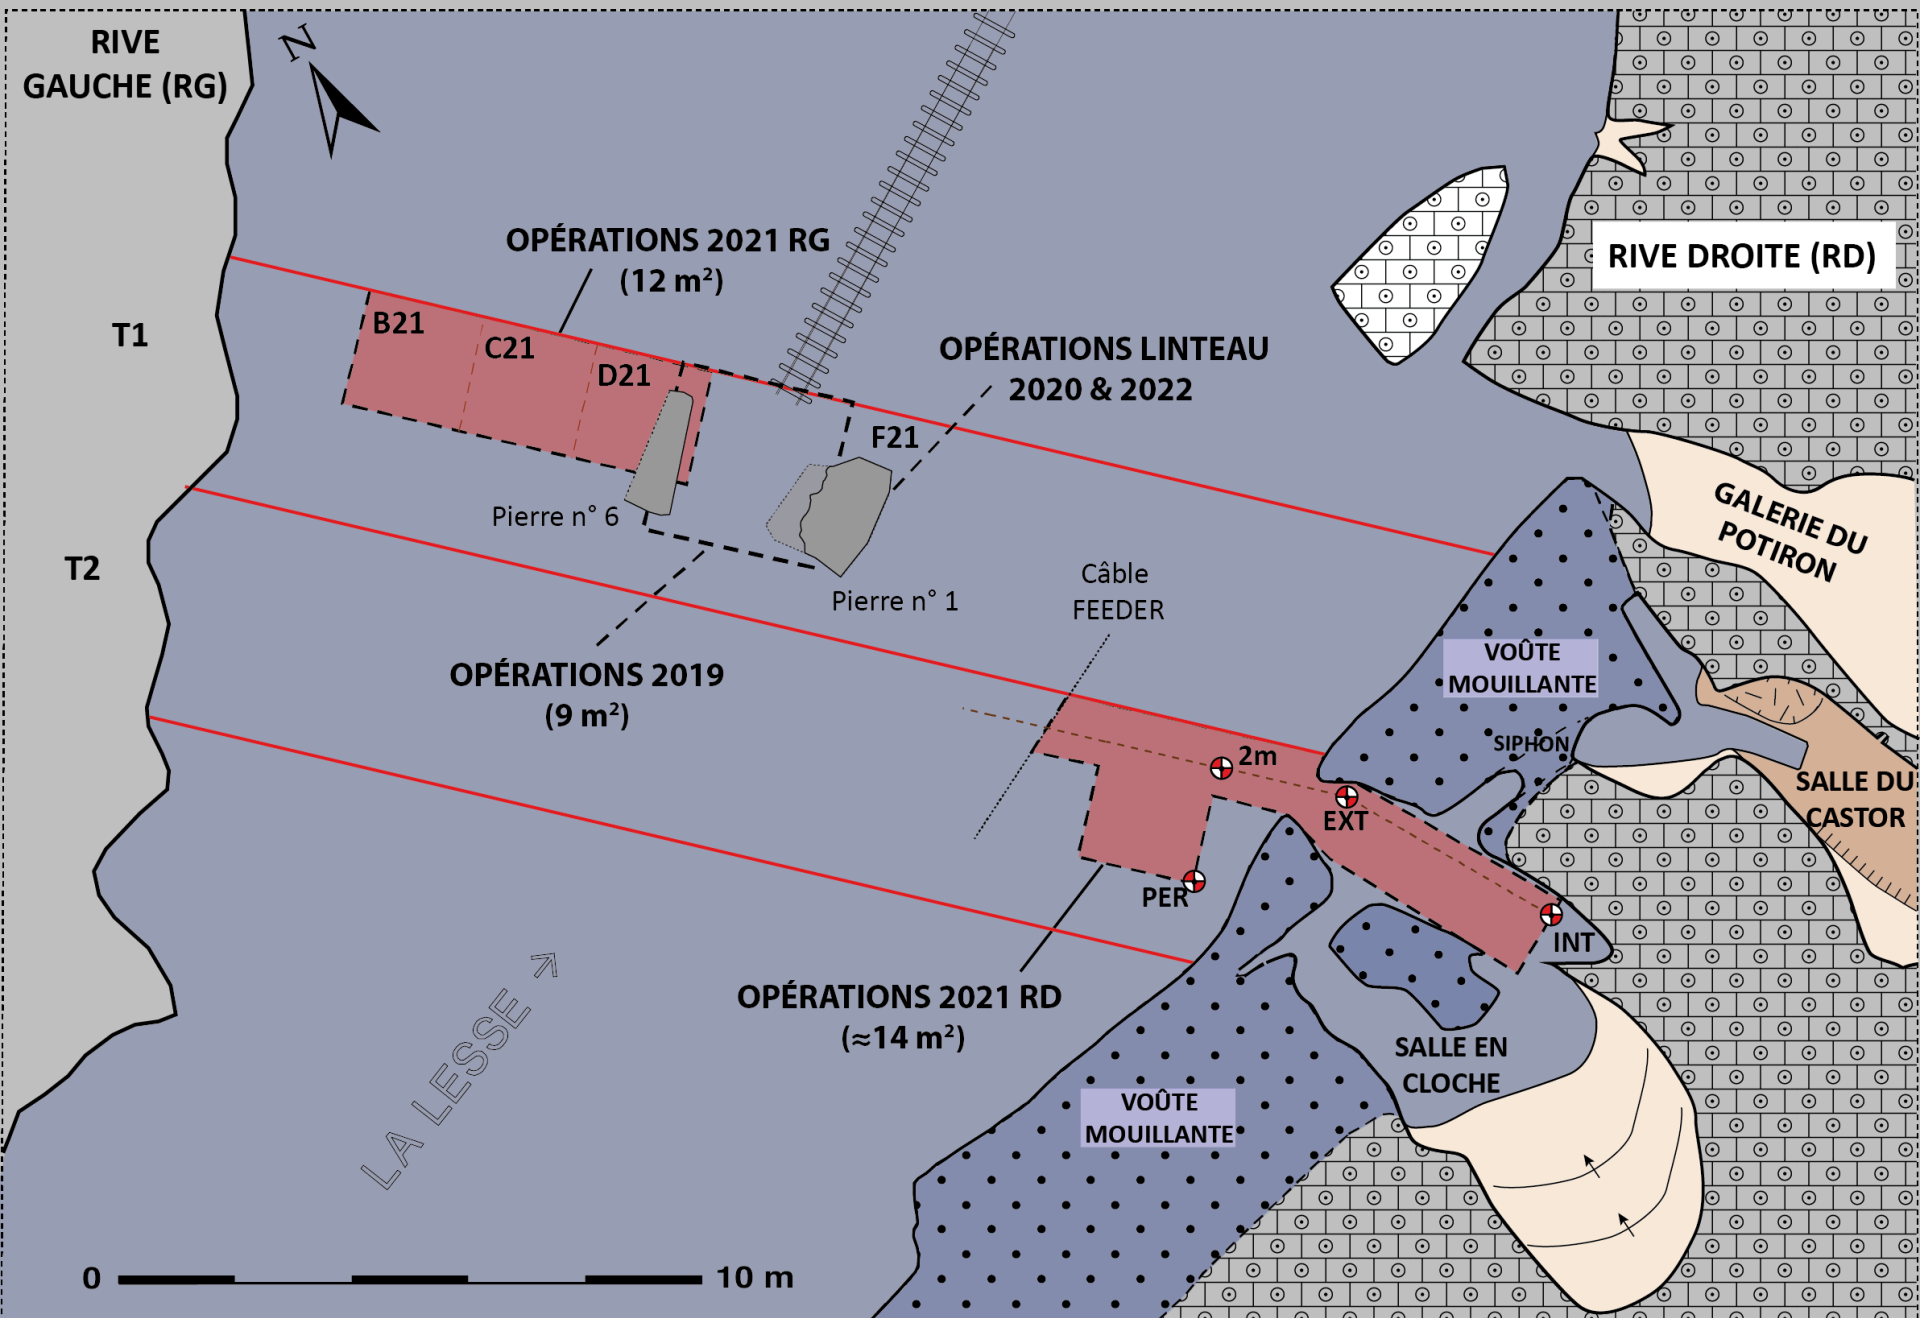 RIVE
GAUCHE (RG)
N
OPÉRATIONS 2021 RG
(12 m²)
RIVE DROITE (RD)
T1
B21
C21
D21
OPÉRATIONS LINTEAU
2020 & 2022
F21
Pierre n° 6
GALERIE DU
POTIRON
T2
Câble
FEEDER
Pierre n° 1
OPÉRATIONS 2019
(9 m²)
VOÛTE
MOUILLANTE
SIPHON
2m
SALLE DU
CASTOR
EXT
PER
INT
LA LESSE
OPÉRATIONS 2021 RD
(≈14 m²)
SALLE EN
CLOCHE
VOÛTE
MOUILLANTE
0
10 m